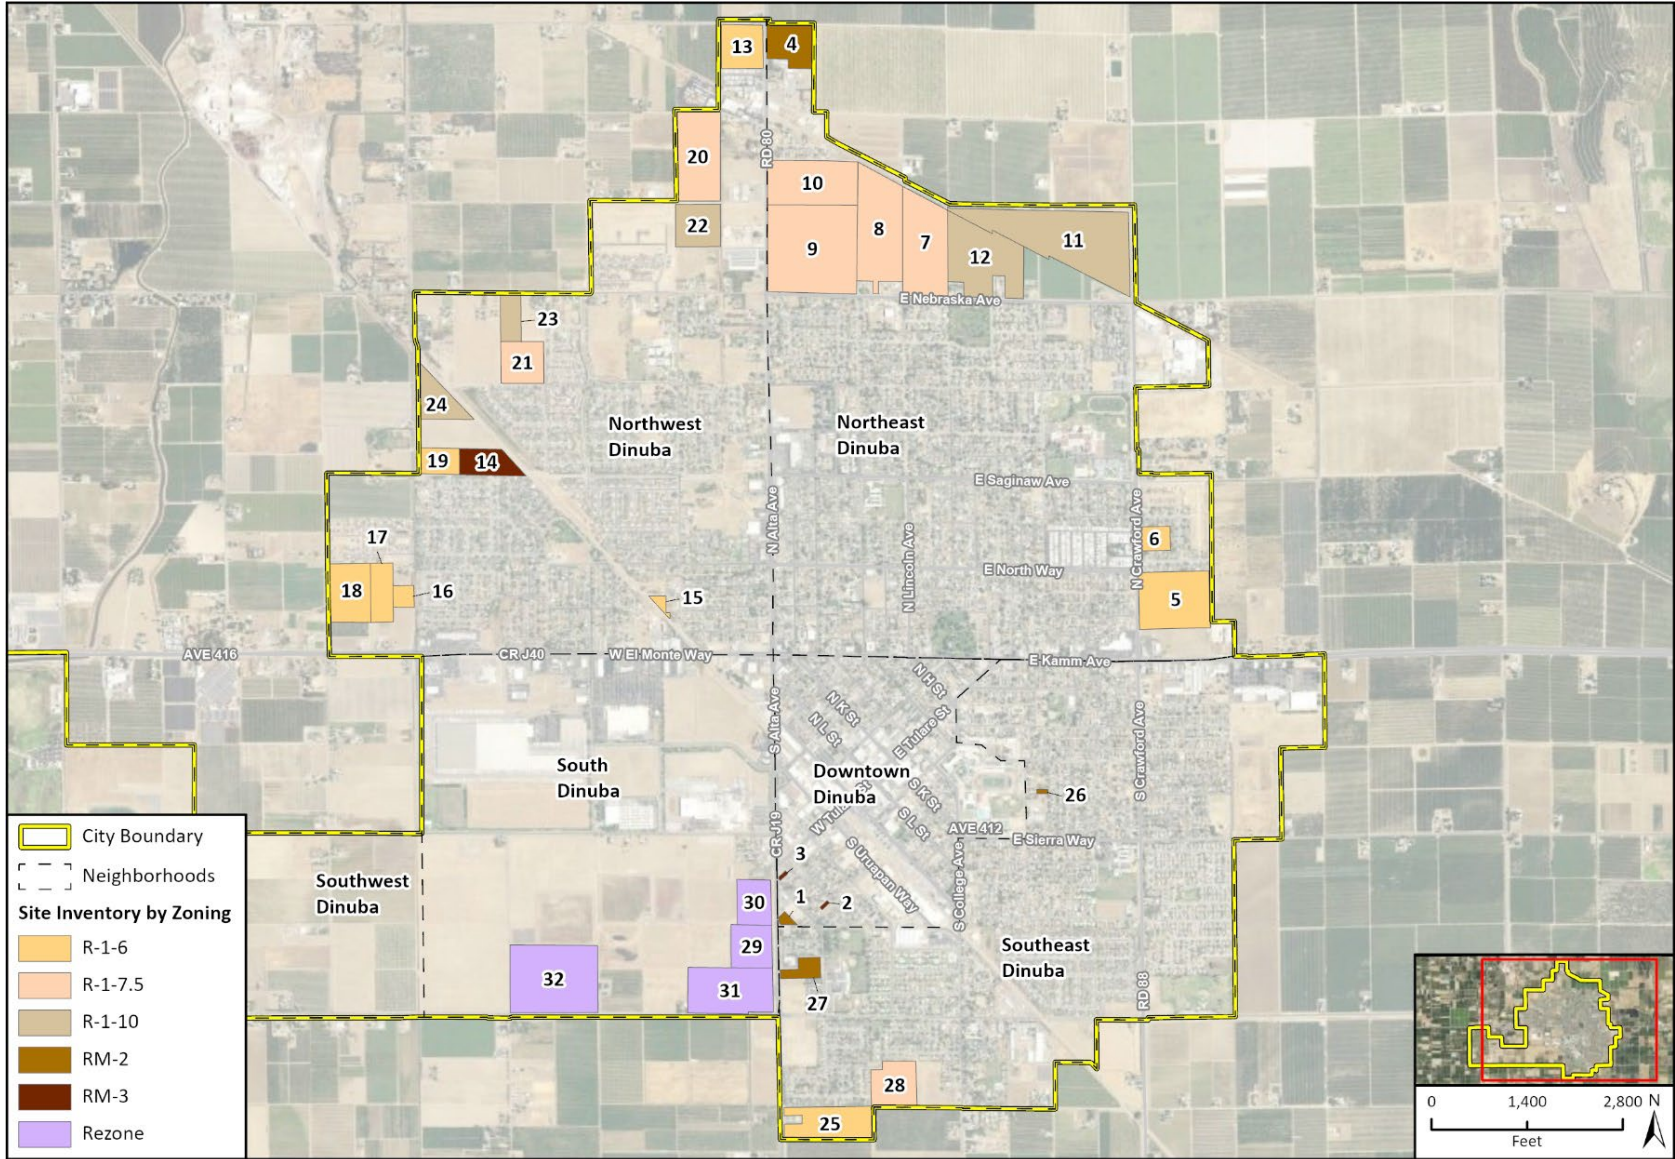 13
4
20
RD 80
10
22
9
8
7
12
11
E Nebraska Ave
23
21
24
Northwest
Dinuba
Northeast
Dinuba
19
14
E Saginaw Ave
N Alta Ave
N Lincoln Ave
N Crawford Ave
6
17
18
16
15
E North Way
5
AVE 416
CR J40
W El Monte Way
E Kamm Ave
N H St
N K St
N L St
E Tulare St
S Alta Ave
S Crawford Ave
South
Dinuba
Downtown
Dinuba
26
S K St
S L St
W Tulare St
AVE 412
E Sierra Way
CR J19
S Uruapan Way
S College Ave
3
1
2
Southwest
Dinuba
30
29
32
31
27
Southeast
Dinuba
RD 88
28
25
City Boundary
Neighborhoods
Site Inventory by Zoning
R-1-6
R-1-7.5
R-1-10
RM-2
RM-3
Rezone
0 1,400 2,800 N
Feet